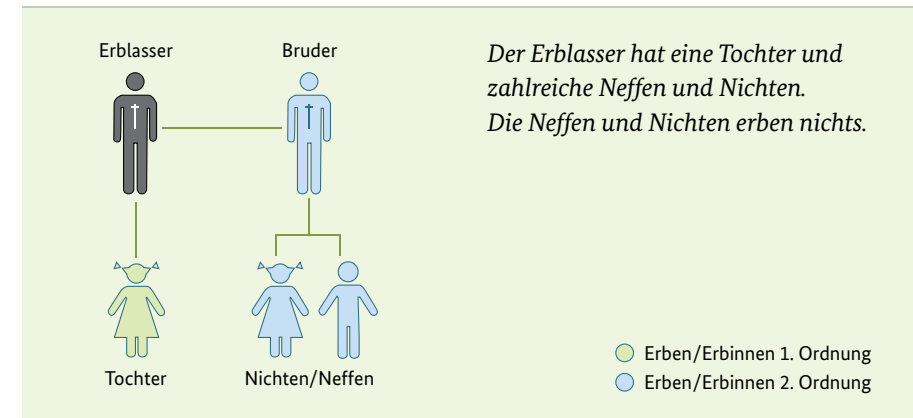 Erblasser
Bruder
Der Erblasser hat eine Tochter und
zahlreiche Neffen und Nichten.
Die Neffen und Nichten erben nichts.
Tochter
Nichten/Neffen
Erben/Erbinnen 1. Ordnung
Erben/Erbinnen 2. Ordnung